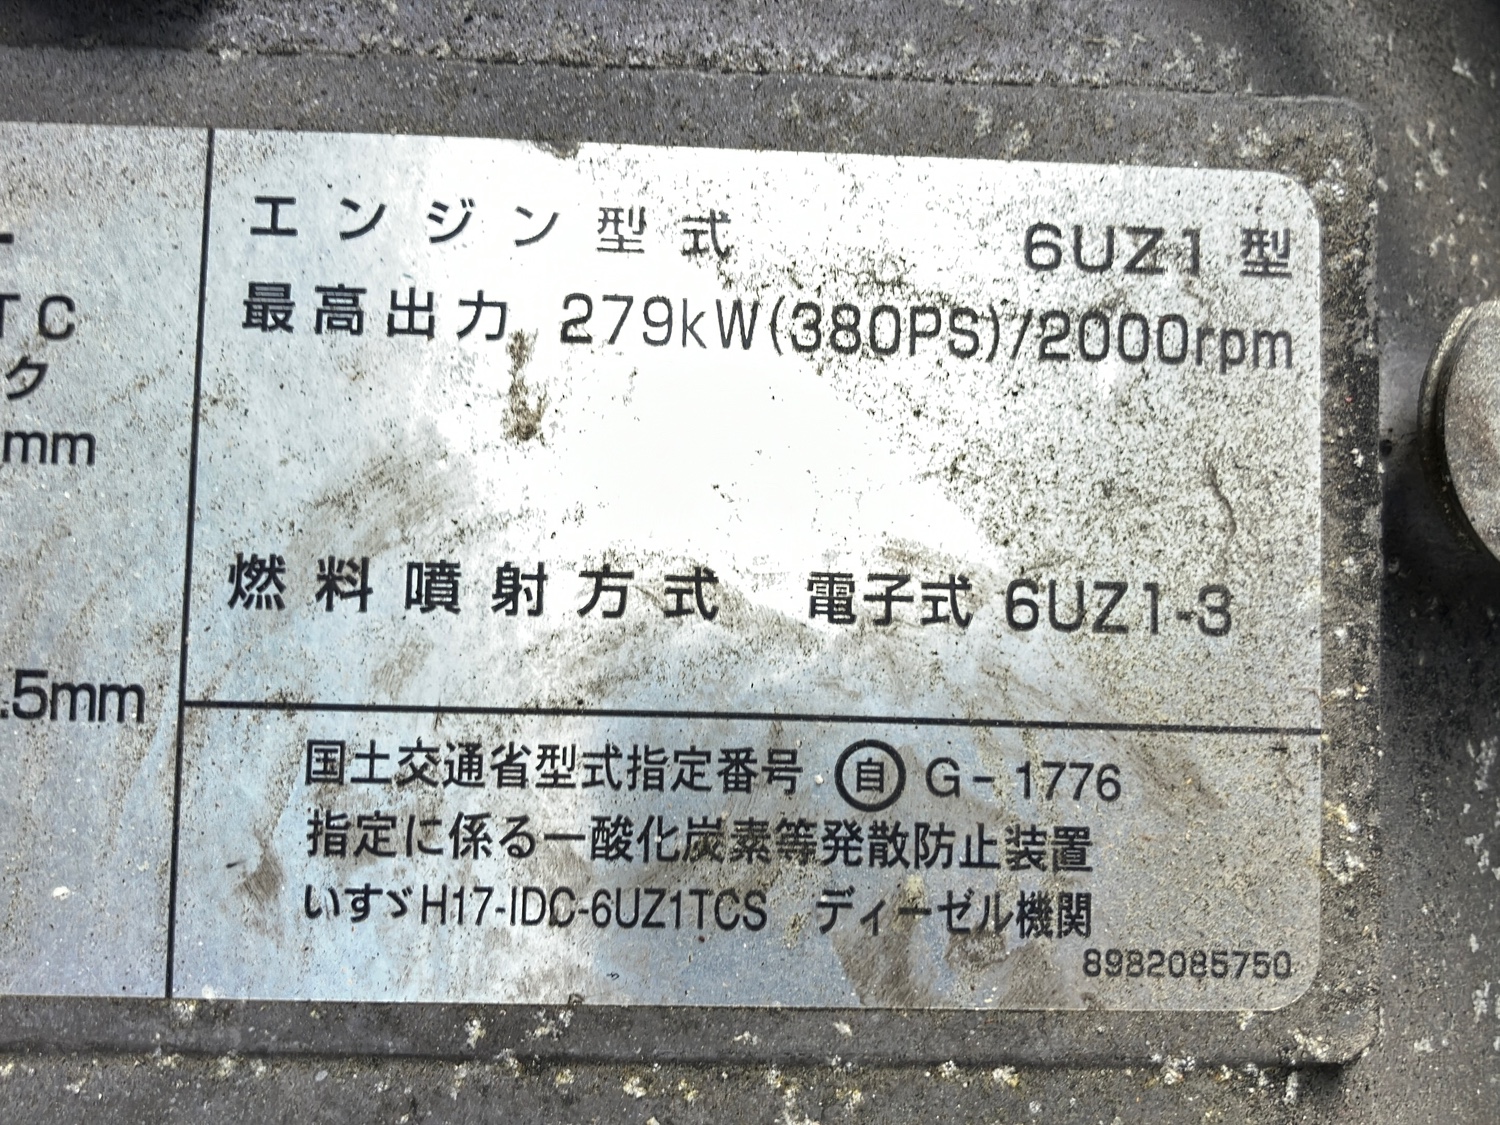 TC
ク
mm
.5mm
エンジン型式 6UZ1型
最高出力 279kW(380PS)/2000rpm
燃料噴射方式 電子式 6UZ1-3
国土交通省型式指定番号 自 G-1776
指定に係る一酸化炭素等発散防止装置
いすゞH17-IDC-6UZ1TCS ディーゼル機関
8982085750